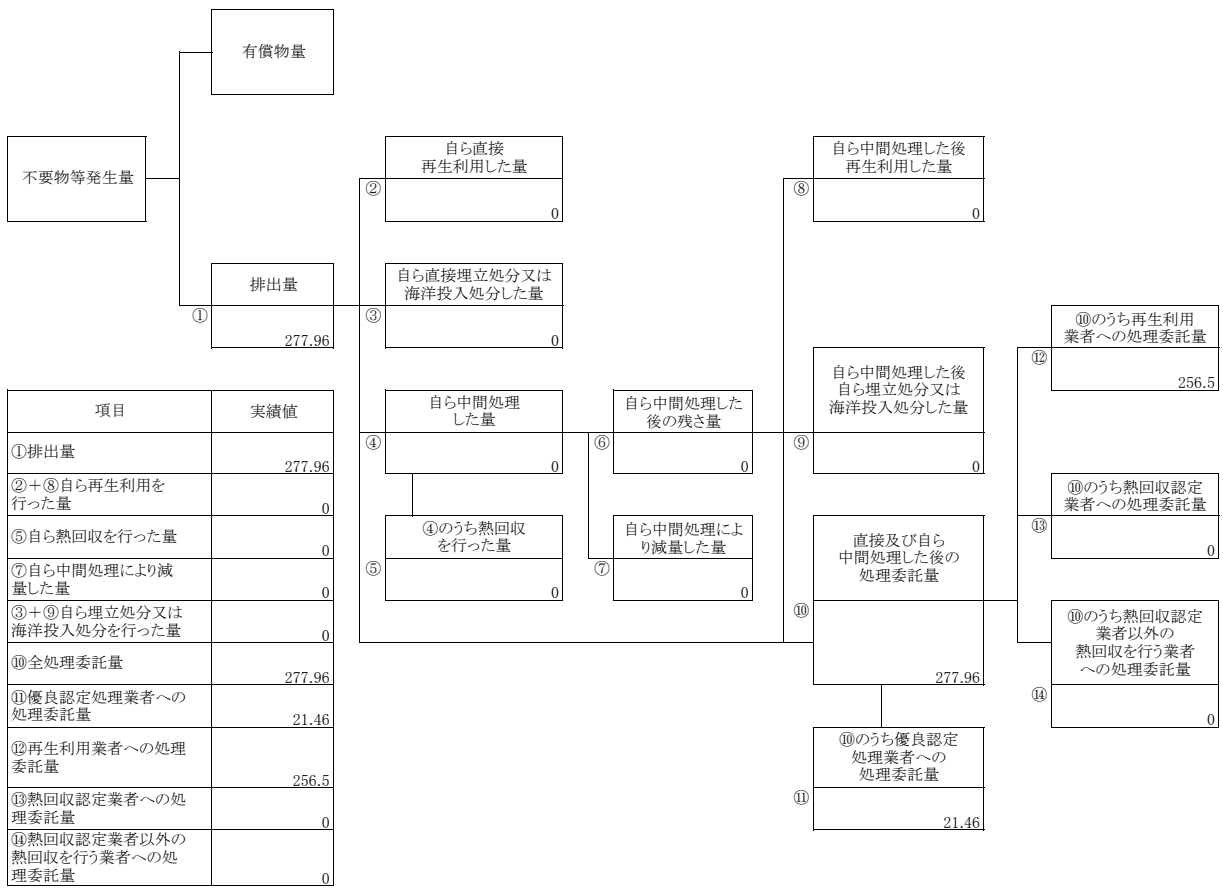 有償物量
不要物等発生量
自ら直接
再生利用した量
②
0
自ら中間処理した後
再生利用した量
⑧
0
排出量
①
277.96
自ら直接埋立処分又は
海洋投入処分した量
③
0
⑩のうち再生利用
業者への処理委託量
⑫
256.5
自ら中間処理した後
自ら埋立処分又は
海洋投入処分した量
⑨
0
自ら中間処理
した量
④
0
自ら中間処理した
後の残さ量
⑥
0
⑩のうち熱回収認定
業者への処理委託量
⑬
0
④のうち熱回収
を行った量
⑤
0
自ら中間処理によ
り減量した量
⑦
0
直接及び自ら
中間処理した後の
処理委託量
⑩
277.96
⑩のうち熱回収認定
業者以外の
熱回収を行う業者
への処理委託量
⑭
0
⑩のうち優良認定
処理業者への
処理委託量
⑪
21.46
項目 実績値
①排出量
277.96
②＋⑧自ら再生利用を
行った量
0
⑤自ら熱回収を行った量
0
⑦自ら中間処理により減
量した量
0
③＋⑨自ら埋立処分又は
海洋投入処分を行った量
0
⑩全処理委託量
277.96
⑪優良認定処理業者への
処理委託量
21.46
⑫再生利用業者への処理
委託量
256.5
⑬熱回収認定業者への処
理委託量
0
⑭熱回収認定業者以外の
熱回収を行う業者への処
理委託量
0